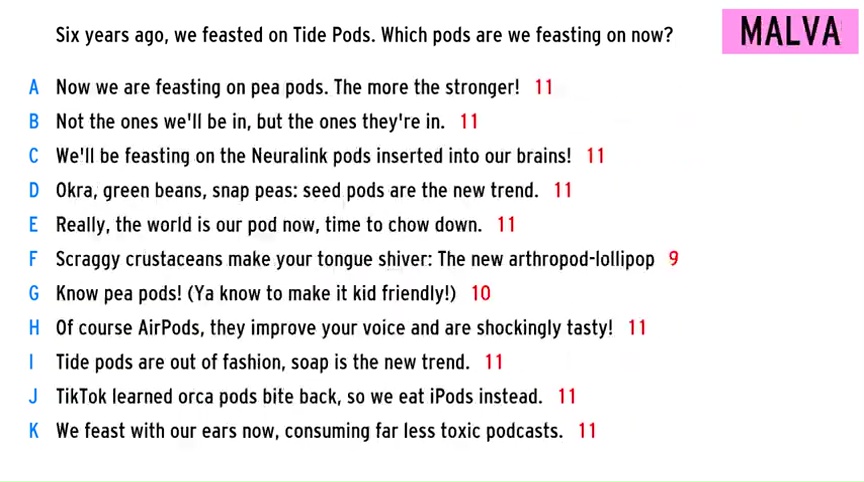 Six years ago, we feasted on Tide Pods. Which pods are we feasting on now?
MALVA
A Now we are feasting on pea pods. The more the stronger! 11
B Not the ones we'll be in, but the ones they're in. 11
C We'll be feasting on the Neuralink pods inserted into our brains! 11
D Okra, green beans, snap peas: seed pods are the new trend. 11
E Really, the world is our pod now, time to chow down. 11
F Scraggy crustaceans make your tongue shiver: The new arthropod-lollipop 9
G Know pea pods! (Ya know to make it kid friendly!) 10
H Of course AirPods, they improve your voice and are shockingly tasty! 11
I Tide pods are out of fashion, soap is the new trend. 11
J TikTok learned orca pods bite back, so we eat iPods instead. 11
K We feast with our ears now, consuming far less toxic podcasts. 11